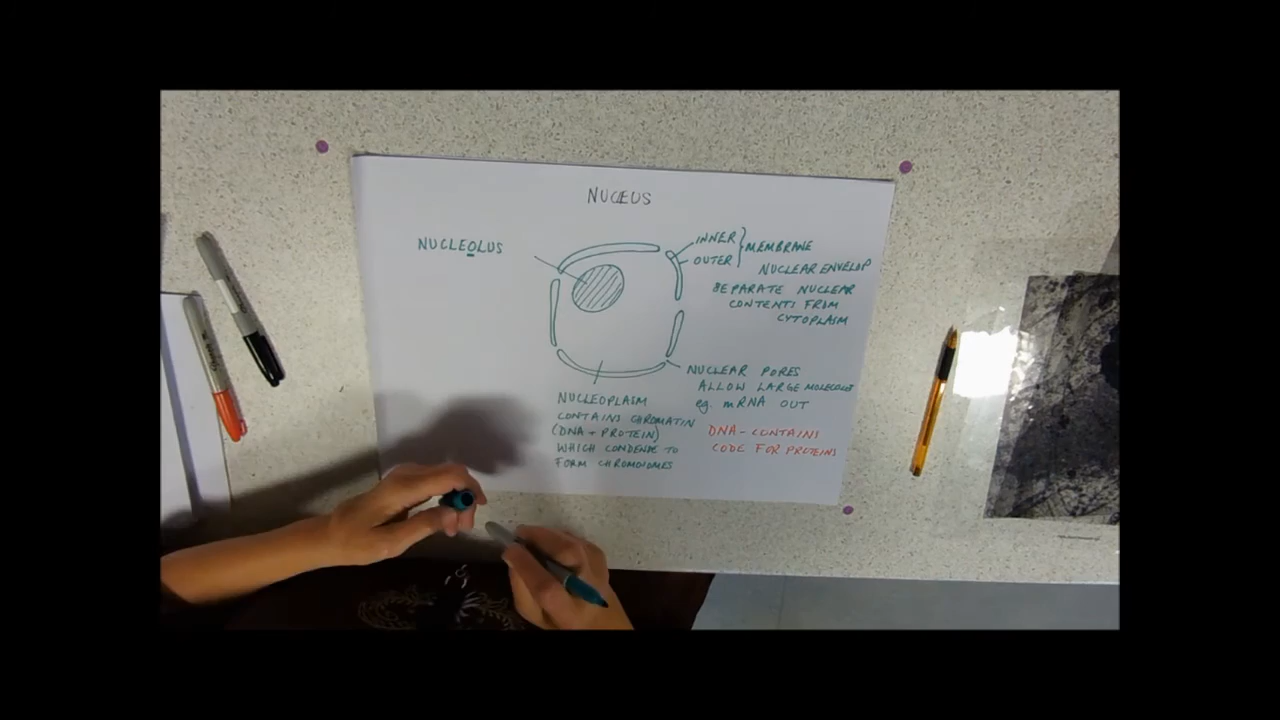 NUCLEUS
NUCLEOLUS
INNER } MEMBRANE
OUTER
NUCLEAR ENVELOP
SEPARATE NUCLEAR
CONTENTS FROM
CYTOPLASM
NUCLEAR PORES
ALLOW LARGE MOLECULES
eg. mRNA OUT
NUCLEOPLASM
CONTAINS CHROMATIN
(DNA + PROTEIN)
WHICH CONDENSE TO
FORM CHROMOSOMES
DNA - CONTAINS
CODE FOR PROTEINS